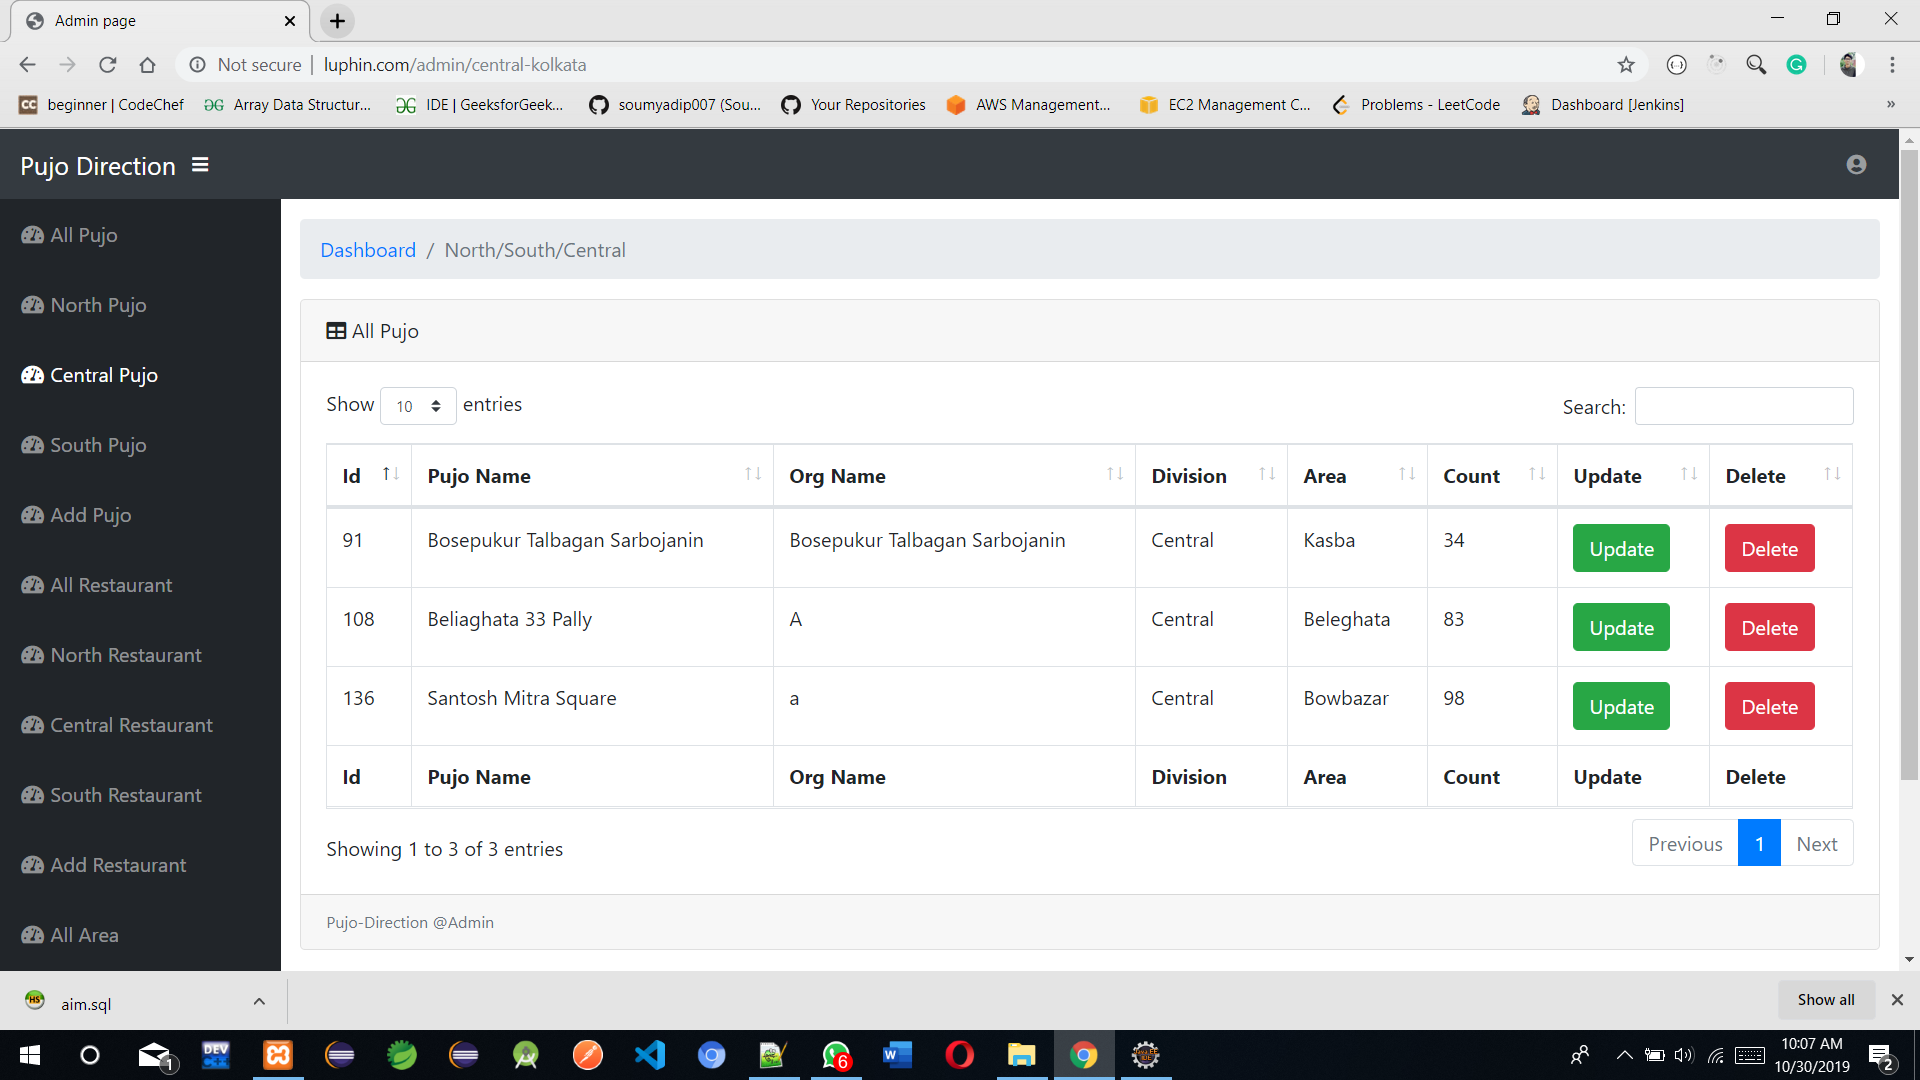 Admin page
Not secure | luphin.com/admin/central-kolkata
beginner | CodeChef Array Data Structur... IDE | GeeksforGeek... soumyadip007 (Sou... Your Repositories AWS Management... EC2 Management C... Problems - LeetCode Dashboard [Jenkins] »
Pujo Direction
All Pujo
North Pujo
Central Pujo
South Pujo
Add Pujo
All Restaurant
North Restaurant
Central Restaurant
South Restaurant
Add Restaurant
All Area
Dashboard / North/South/Central
All Pujo
Show 10 entries Search:
Id Pujo Name Org Name Division Area Count Update Delete
91 Bosepukur Talbagan Sarbojanin Bosepukur Talbagan Sarbojanin Central Kasba 34 Update Delete
108 Beliaghata 33 Pally A Central Beleghata 83 Update Delete
136 Santosh Mitra Square a Central Bowbazar 98 Update Delete
Id Pujo Name Org Name Division Area Count Update Delete
Showing 1 to 3 of 3 entries Previous 1 Next
Pujo-Direction @Admin
HS aim.sql Show all
1 DEV C++ 6 W 10:07 AM
10/30/2019 2